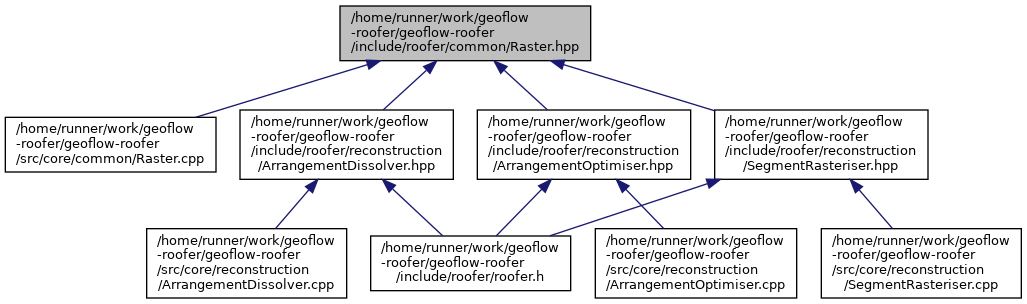 /home/runner/work/geoflow
-roofer/geoflow-roofer
/include/roofer/common/Raster.hpp
/home/runner/work/geoflow
-roofer/geoflow-roofer
/src/core/common/Raster.cpp
/home/runner/work/geoflow
-roofer/geoflow-roofer
/include/roofer/reconstruction
/ArrangementDissolver.hpp
/home/runner/work/geoflow
-roofer/geoflow-roofer
/include/roofer/reconstruction
/ArrangementOptimiser.hpp
/home/runner/work/geoflow
-roofer/geoflow-roofer
/include/roofer/reconstruction
/SegmentRasteriser.hpp
/home/runner/work/geoflow
-roofer/geoflow-roofer
/src/core/reconstruction
/ArrangementDissolver.cpp
/home/runner/work/geoflow
-roofer/geoflow-roofer
/include/roofer/roofer.h
/home/runner/work/geoflow
-roofer/geoflow-roofer
/src/core/reconstruction
/ArrangementOptimiser.cpp
/home/runner/work/geoflow
-roofer/geoflow-roofer
/src/core/reconstruction
/SegmentRasteriser.cpp